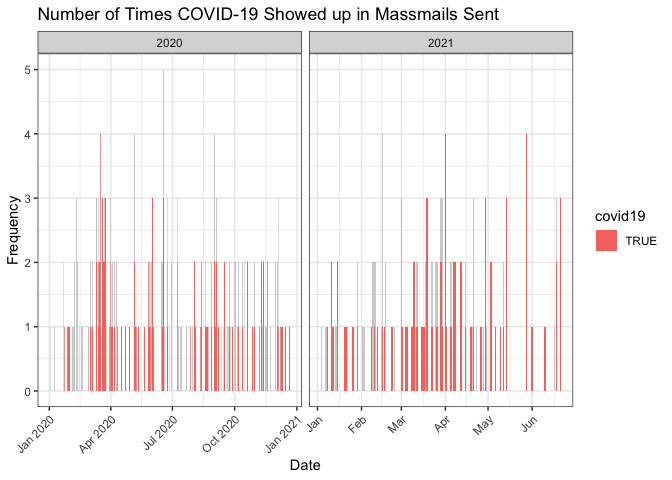 Number of Times COVID-19 Showed up in Massmails Sent
2020
2021
5
4
3
2
1
0
Frequency
Jan 2020
Apr 2020
Jul 2020
Oct 2020
Jan 2021
Jan
Feb
Mar
Apr
May
Jun
Date
covid19
TRUE